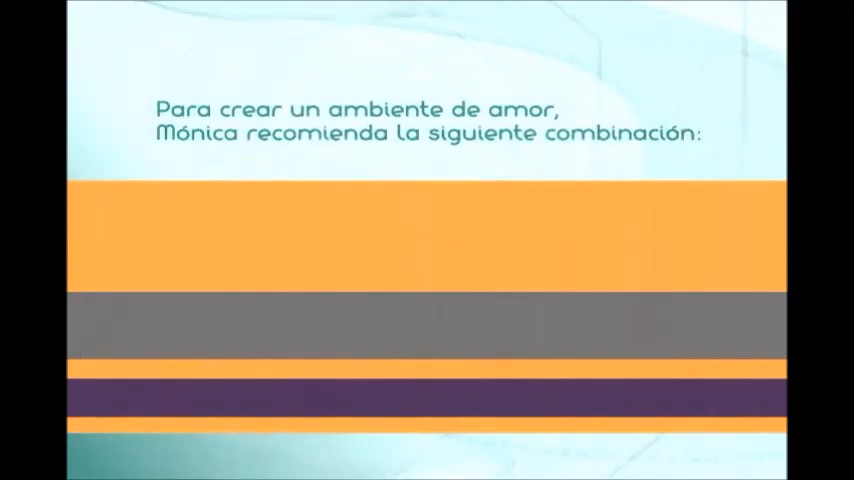 Para crear un ambiente de amor,
Mónica recomienda la siguiente combinación: